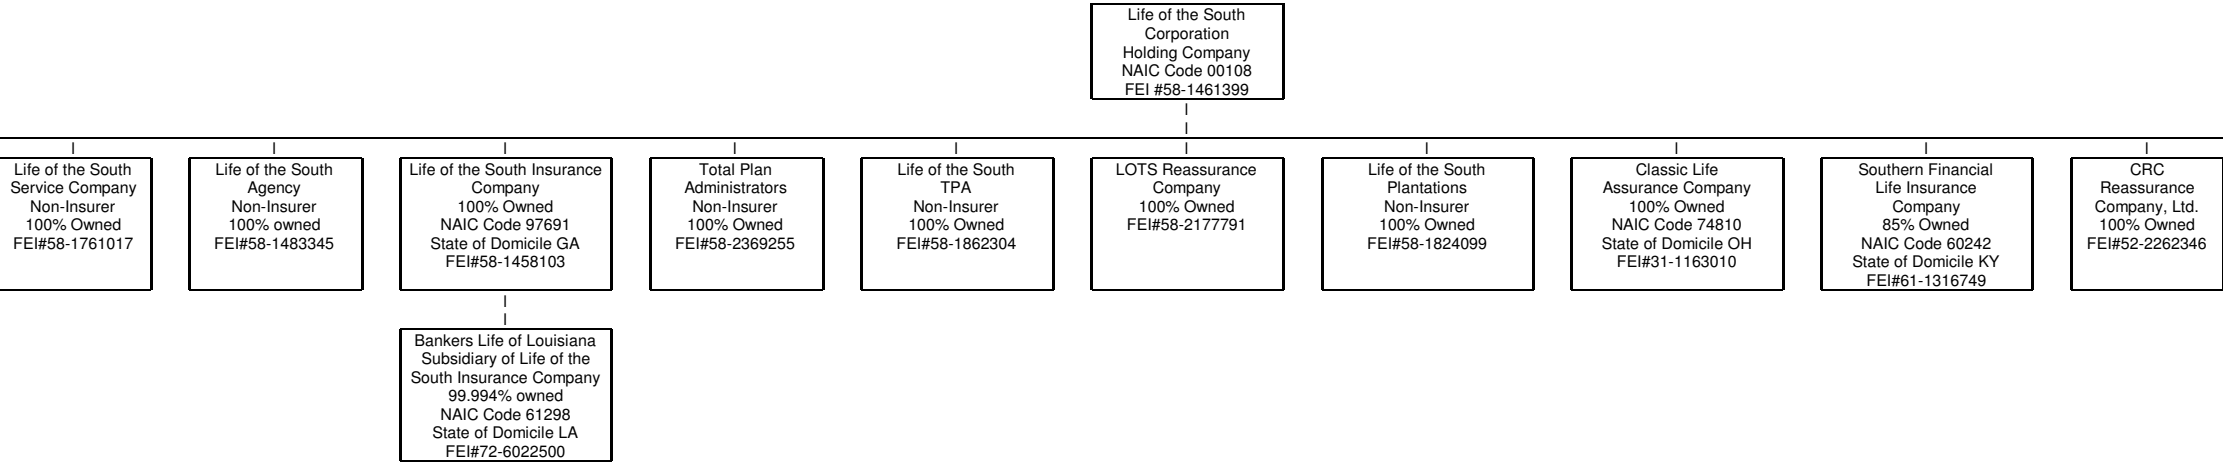 Life of the South
Corporation
Holding Company
NAIC Code 00108
FEI #58-1461399
Life of the South
Service Company
Non-Insurer
100% Owned
FEI#58-1761017
Life of the South
Agency
Non-Insurer
100% owned
FEI#58-1483345
Life of the South Insurance
Company
100% Owned
NAIC Code 97691
State of Domicile GA
FEI#58-1458103
Total Plan
Administrators
Non-Insurer
100% Owned
FEI#58-2369255
Life of the South
TPA
Non-Insurer
100% Owned
FEI#58-1862304
LOTS Reassurance
Company
100% Owned
FEI#58-2177791
Life of the South
Plantations
Non-Insurer
100% Owned
FEI#58-1824099
Classic Life
Assurance Company
100% Owned
NAIC Code 74810
State of Domicile OH
FEI#31-1163010
Southern Financial
Life Insurance
Company
85% Owned
NAIC Code 60242
State of Domicile KY
FEI#61-1316749
CRC
Reassurance
Company, Ltd.
100% Owned
FEI#52-2262346
Bankers Life of Louisiana
Subsidiary of Life of the
South Insurance Company
99.994% owned
NAIC Code 61298
State of Domicile LA
FEI#72-6022500